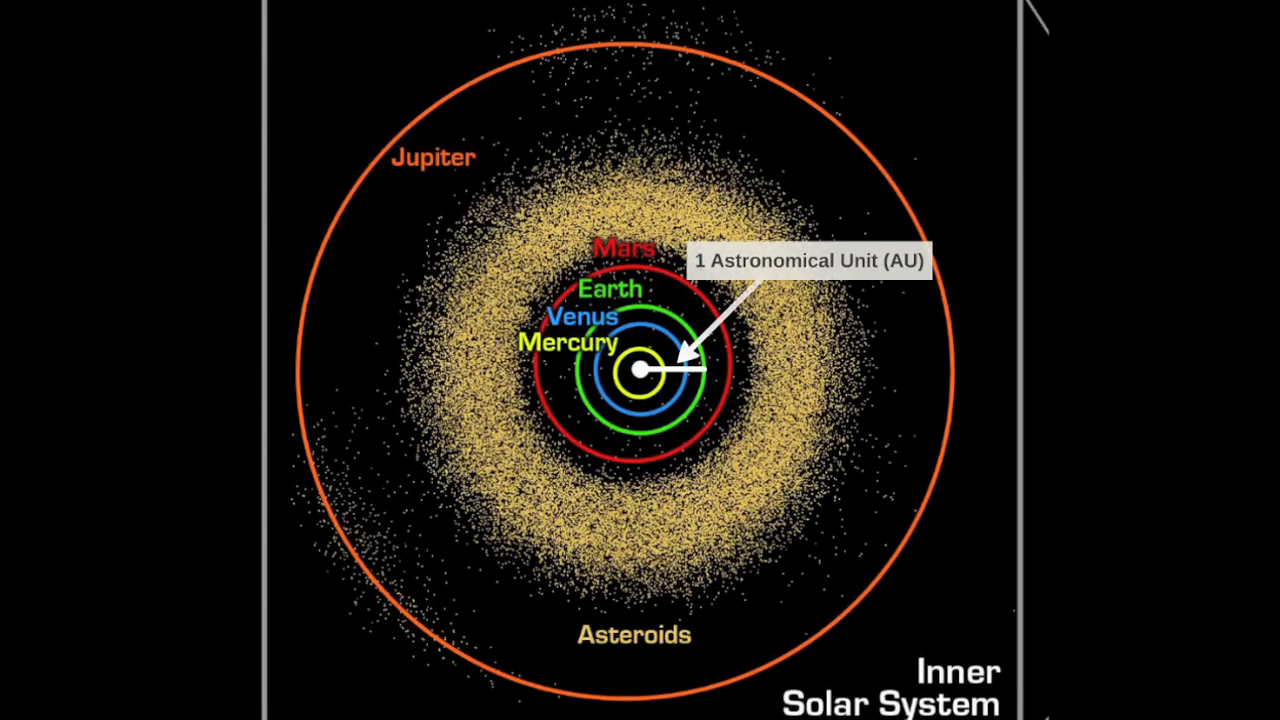 Jupiter
Mars
1 Astronomical Unit (AU)
Earth
Venus
Mercury
Asteroids
Inner
Solar System